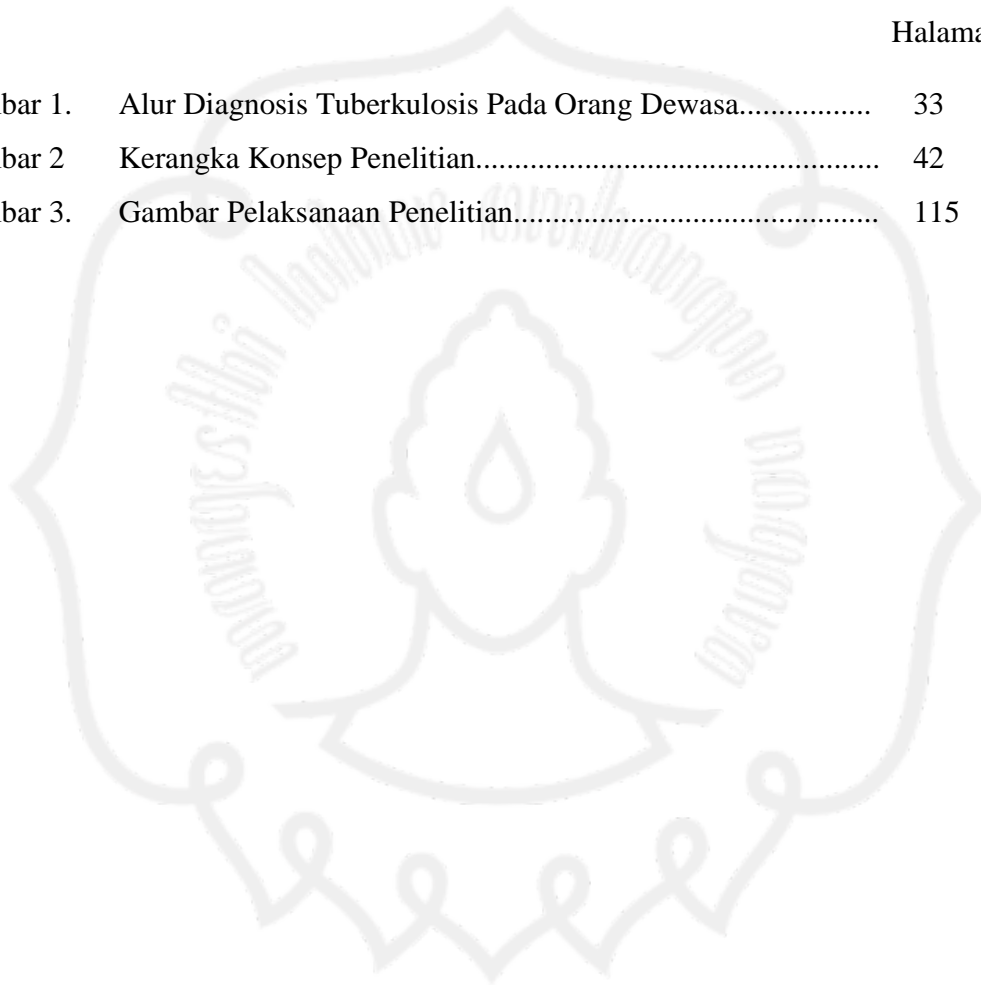 Halama
bar 1. Alur Diagnosis Tuberkulosis Pada Orang Dewasa................ 33
bar 2 Kerangka Konsep Penelitian................................................ 42
bar 3. Gambar Pelaksanaan Penelitian............................................ 115